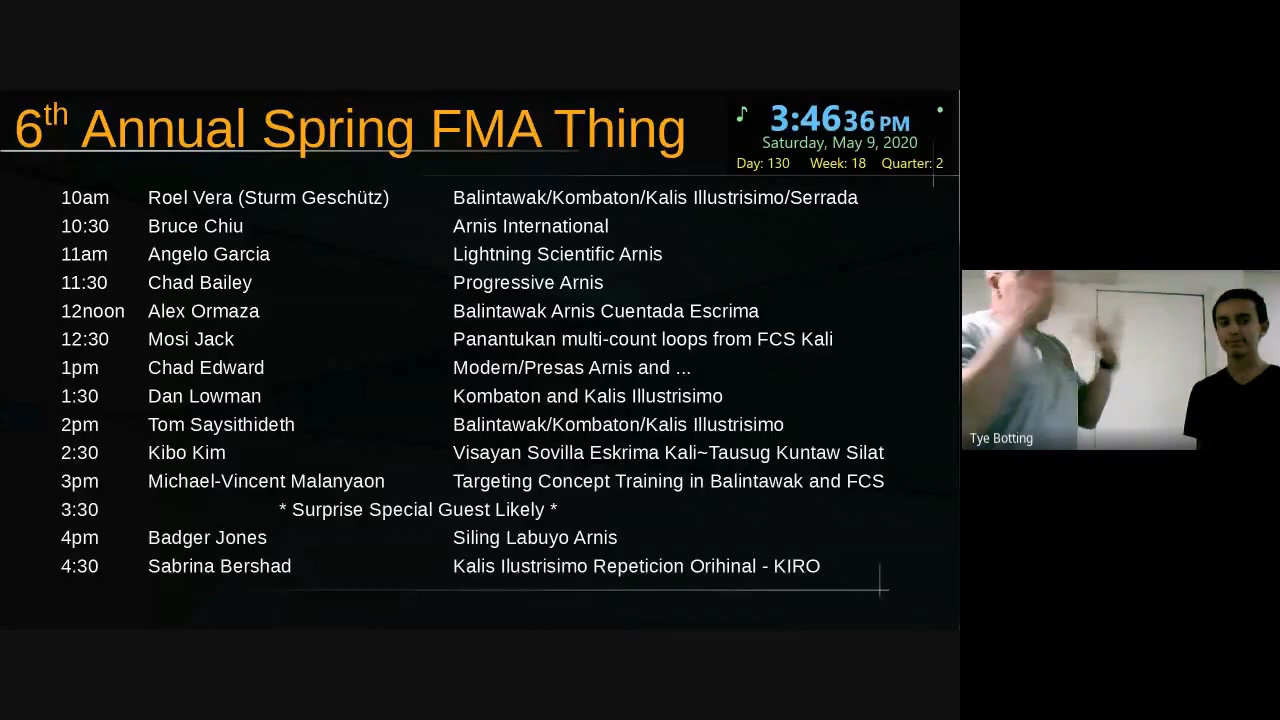 6th Annual Spring FMA Thing
3:46 36 PM
Saturday, May 9, 2020
Day: 130 Week: 18 Quarter: 2
10am Roel Vera (Sturm Geschütz) Balintawak/Kombaton/Kalis Illustrisimo/Serrada
10:30 Bruce Chiu Arnis International
11am Angelo Garcia Lightning Scientific Arnis
11:30 Chad Bailey Progressive Arnis
12noon Alex Ormaza Balintawak Arnis Cuentada Escrima
12:30 Mosi Jack Panantukan multi-count loops from FCS Kali
1pm Chad Edward Modern/Presas Arnis and ...
1:30 Dan Lowman Kombaton and Kalis Illustrisimo
2pm Tom Saysithideth Balintawak/Kombaton/Kalis Illustrisimo
2:30 Kibo Kim Visayan Sovilla Eskrima Kali~Tausug Kuntaw Silat
3pm Michael-Vincent Malanyaon Targeting Concept Training in Balintawak and FCS
3:30 * Surprise Special Guest Likely *
4pm Badger Jones Siling Labuyo Arnis
4:30 Sabrina Bershad Kalis Ilustrisimo Repeticion Orihinal - KIRO
Tye Botting